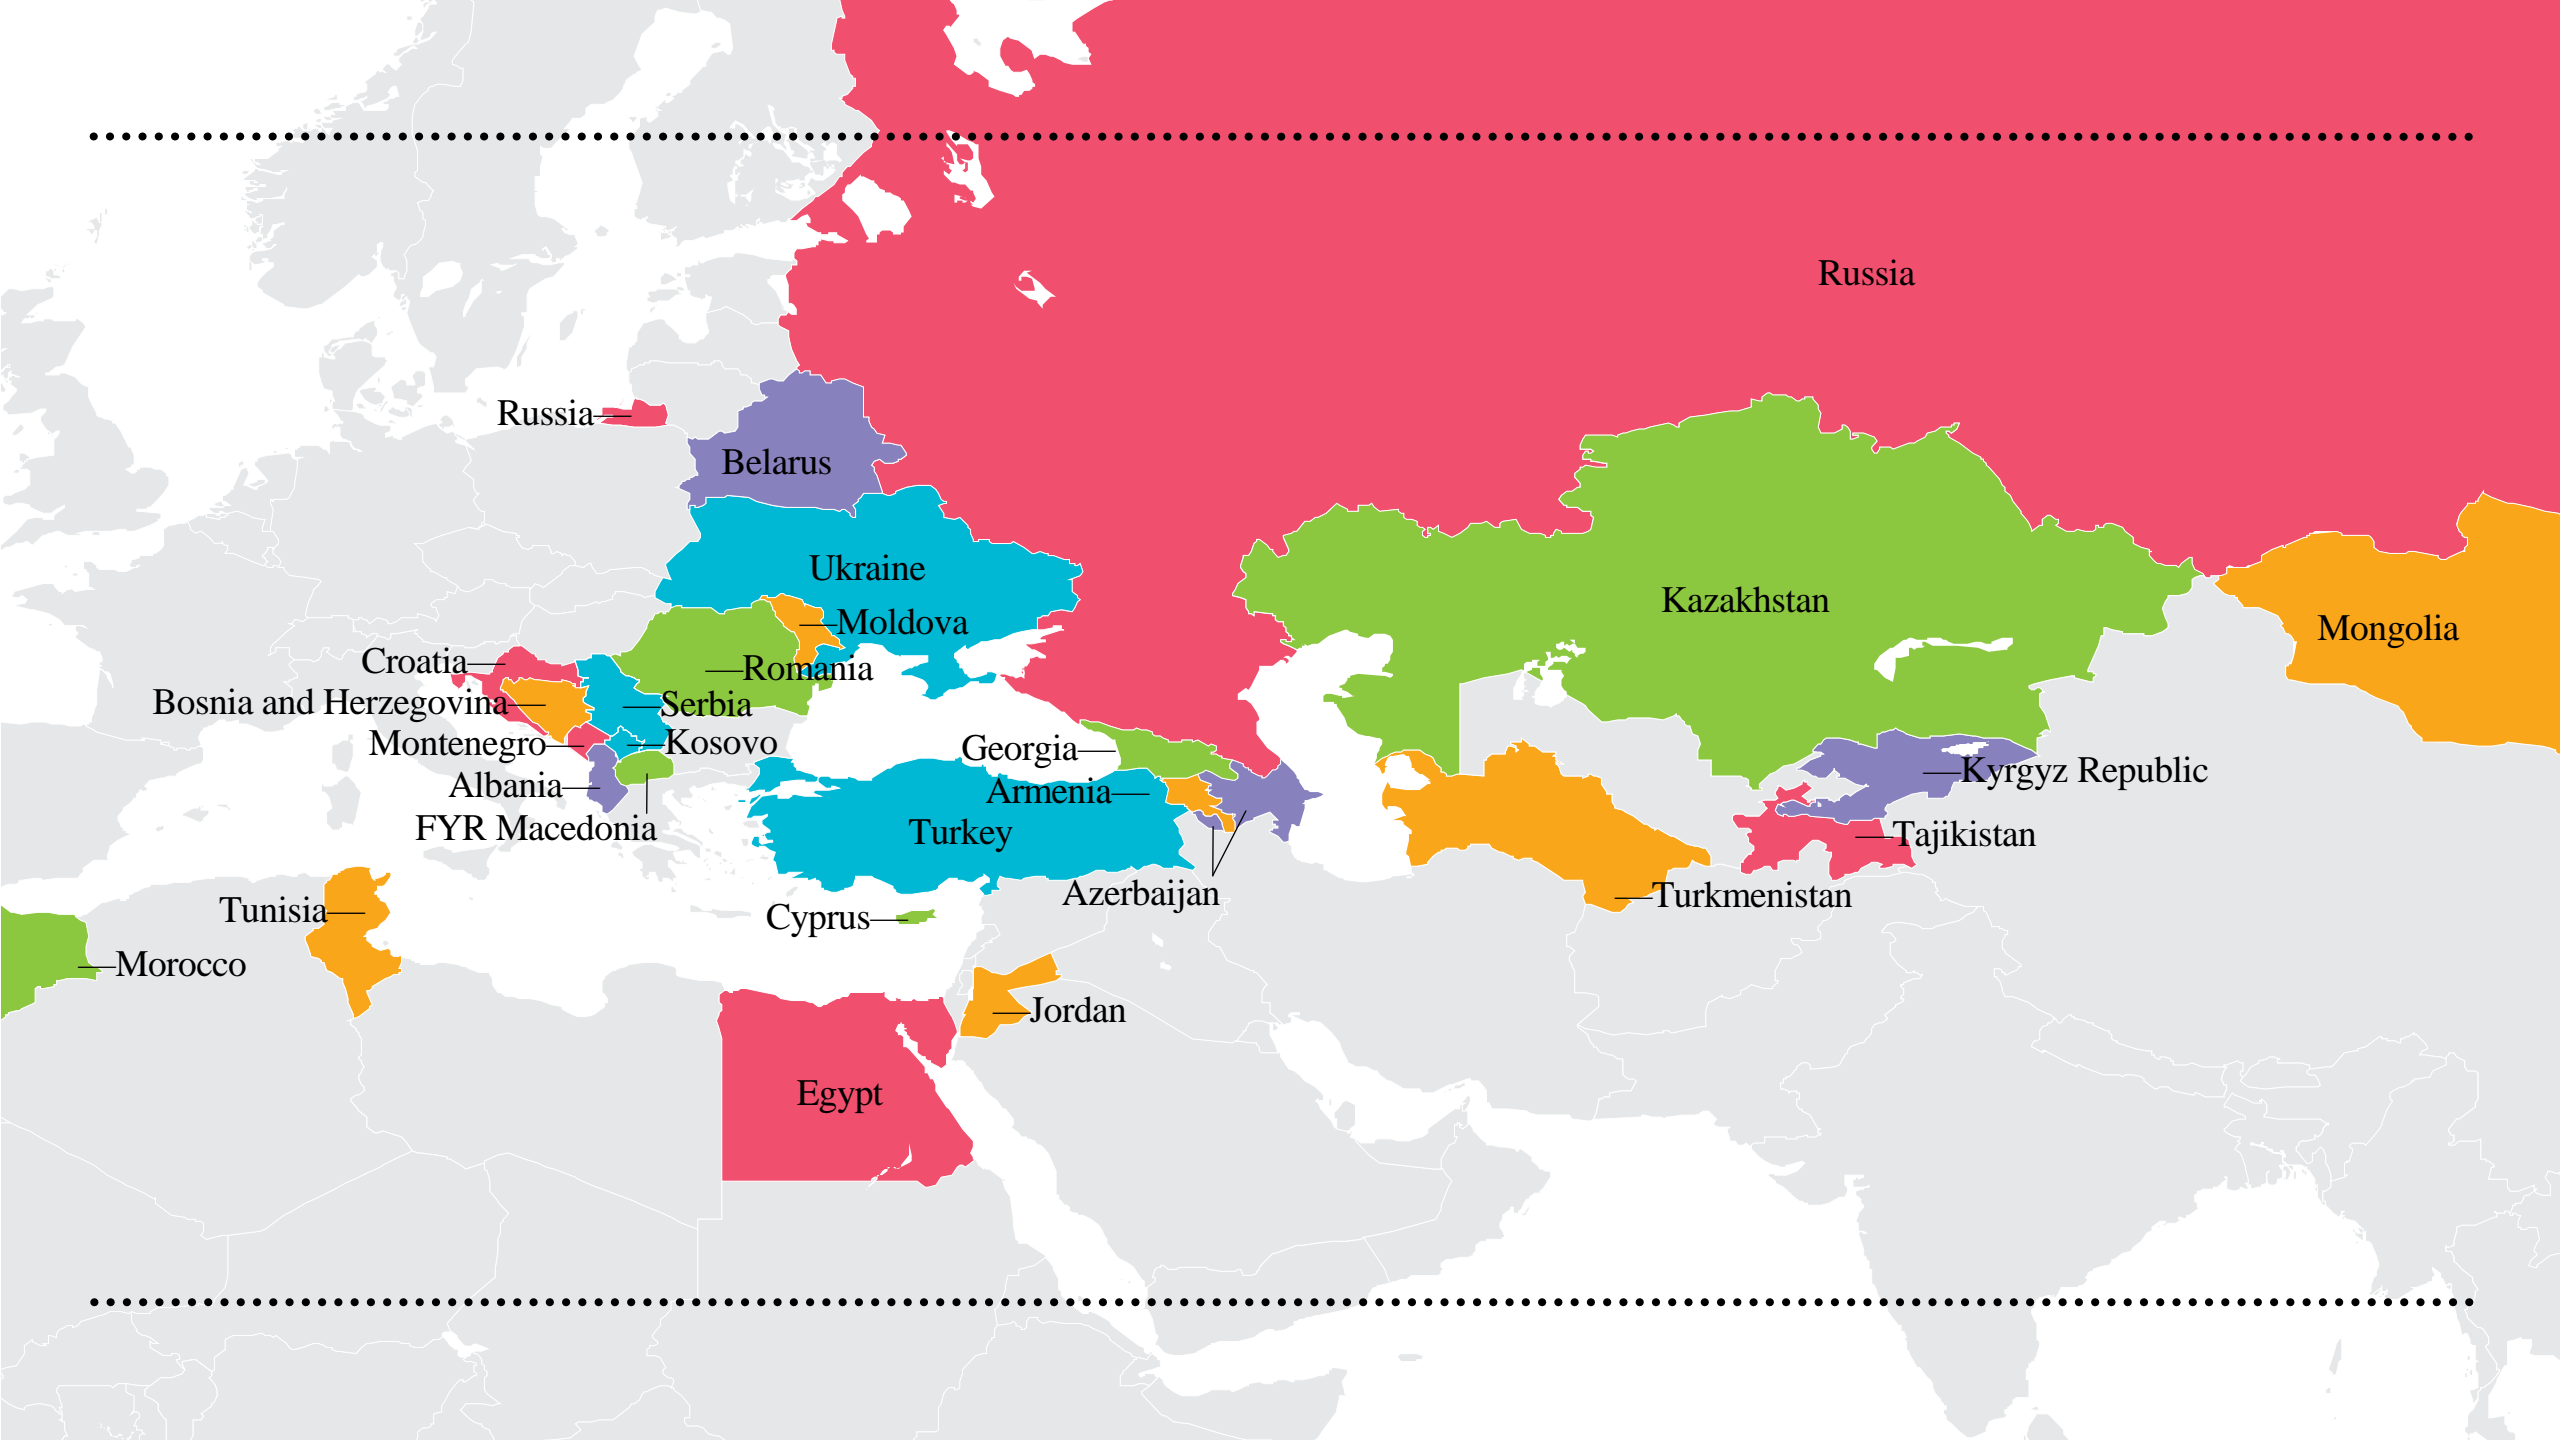 Russia
Russia
Belarus
Ukraine
Kazakhstan
Moldova
Mongolia
Croatia
Romania
Bosnia and Herzegovina
Serbia
Montenegro
Kosovo
Georgia
Kyrgyz Republic
Albania
Armenia
FYR Macedonia
Turkey
Tajikistan
Azerbaijan
Turkmenistan
Tunisia
Cyprus
Morocco
Jordan
Egypt